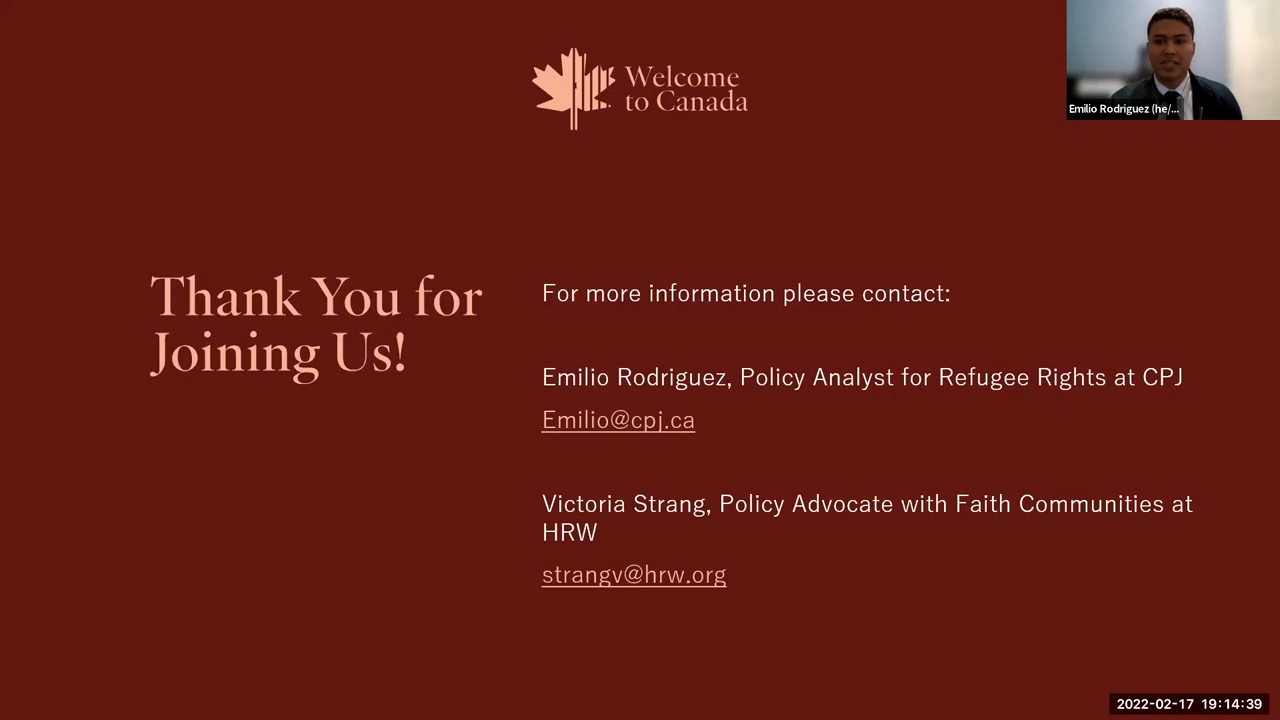 Welcome
to Canada
Emilio Rodriguez (he/...
Thank You for
Joining Us!
For more information please contact:
Emilio Rodriguez, Policy Analyst for Refugee Rights at CPJ
Emilio@cpj.ca
Victoria Strang, Policy Advocate with Faith Communities at
HRW
strangv@hrw.org
2022-02-17 19:14:39